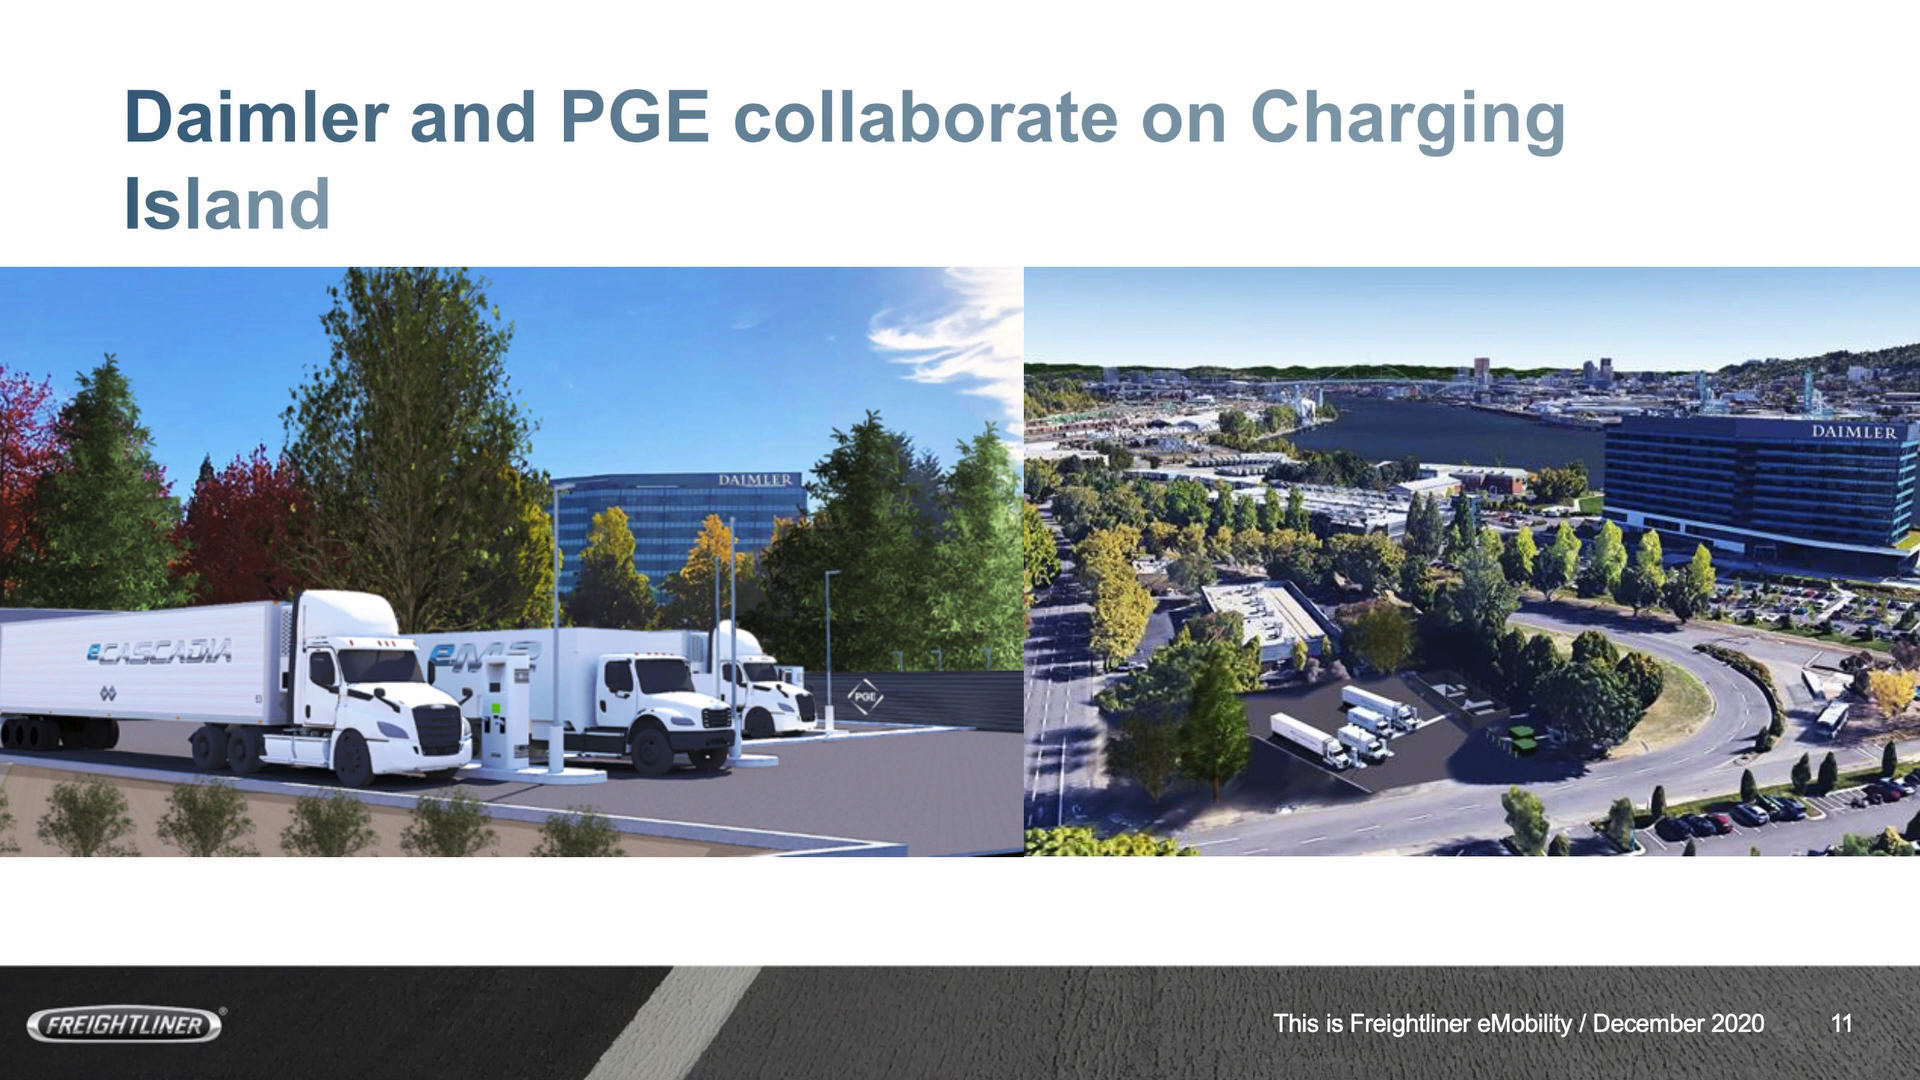 Daimler and PGE collaborate on Charging
Island
DAIMLER
eCASCADIA
eM2
PGE
DAIMLER
FREIGHTLINER®
This is Freightliner eMobility / December 2020
11